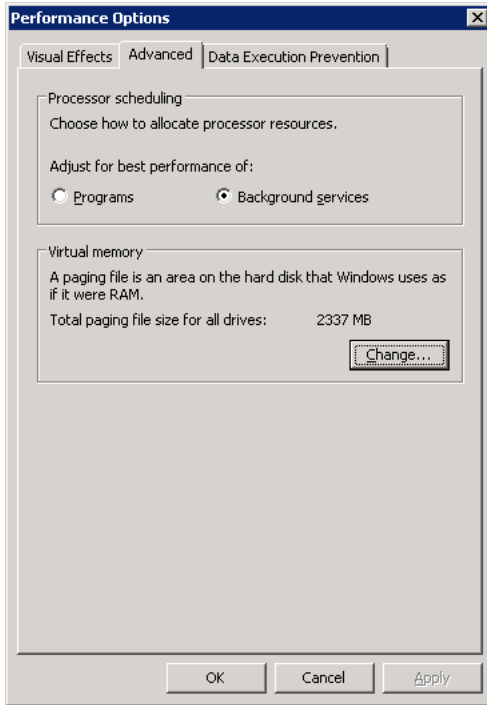 Performance Options
Visual Effects
Advanced
Data Execution Prevention
Processor scheduling
Choose how to allocate processor resources.
Adjust for best performance of:
Programs
Background services
Virtual memory
A paging file is an area on the hard disk that Windows uses as
if it were RAM.
Total paging file size for all drives: 2337 MB
Change...
OK
Cancel
Apply